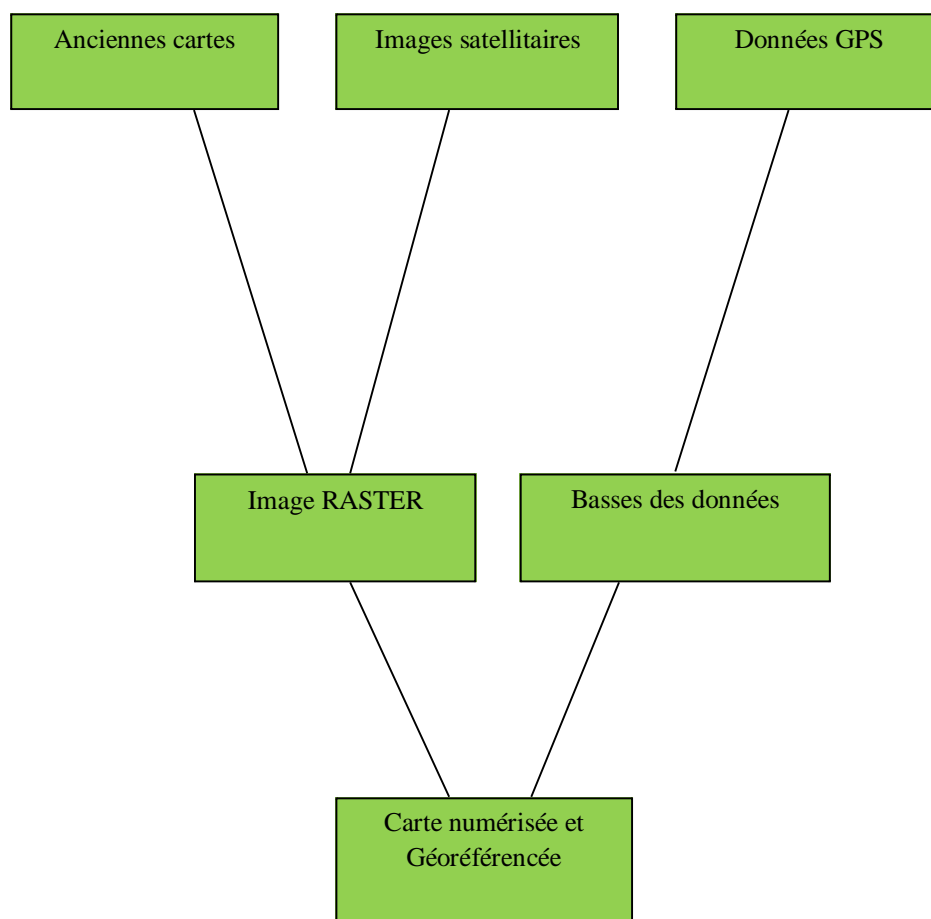 Anciennes cartes
Images satellitaires
Données GPS
Image RASTER
Basses des données
Carte numérisée et
Géoréférencée